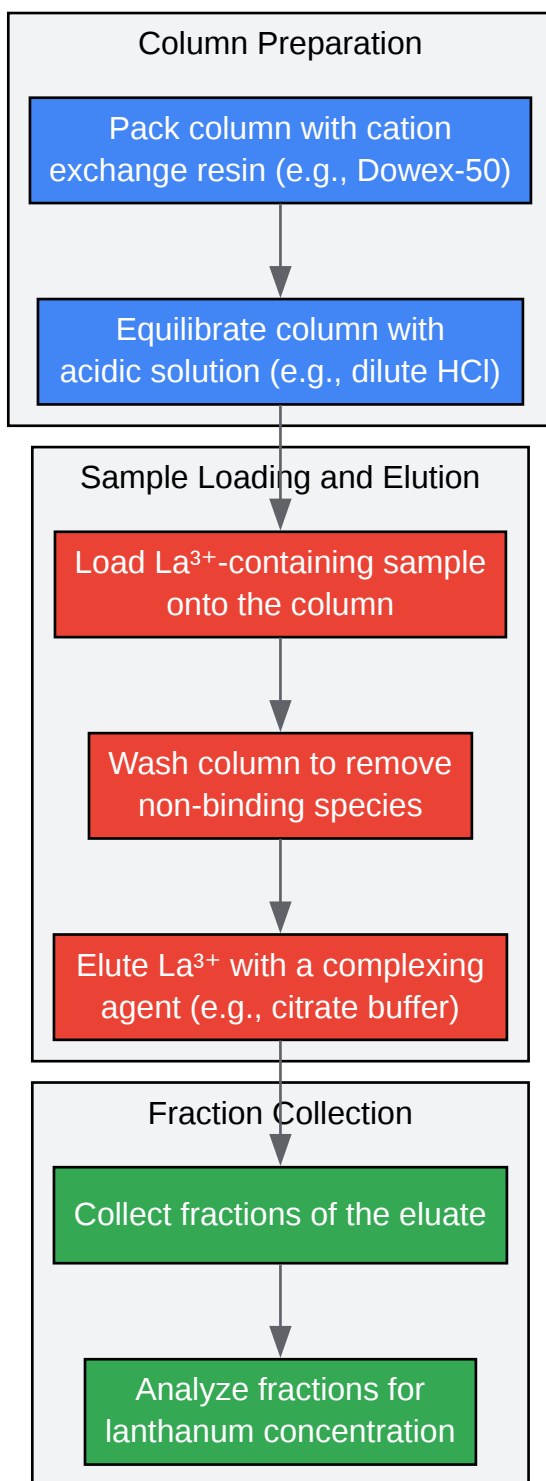 Column Preparation
Pack column with cation
exchange resin (e.g., Dowex-50)
Equilibrate column with
acidic solution (e.g., dilute HCl)
Sample Loading and Elution
Load La³⁺-containing sample
onto the column
Wash column to remove
non-binding species
Elute La³⁺ with a complexing
agent (e.g., citrate buffer)
Fraction Collection
Collect fractions of the eluate
Analyze fractions for
lanthanum concentration